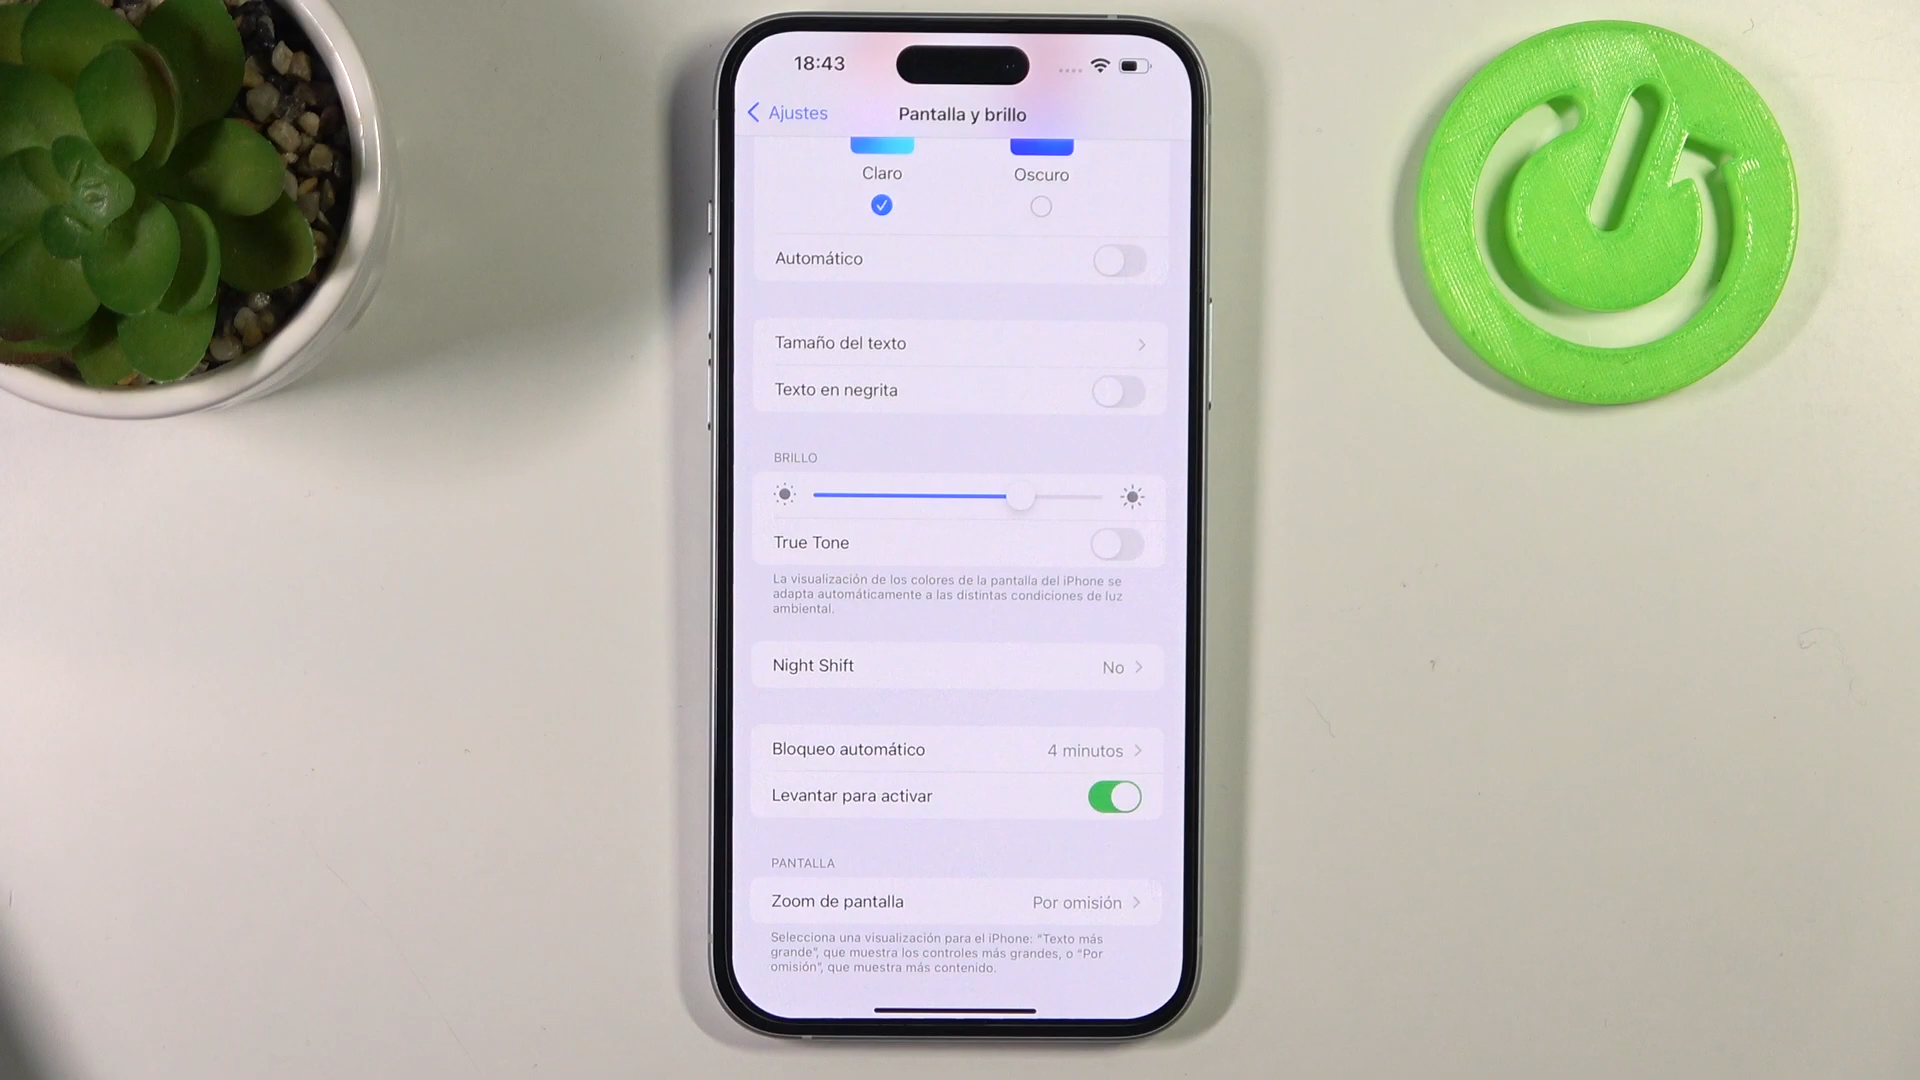 18:43
Ajustes
Pantalla y brillo
Claro
Oscuro
Automático
Tamaño del texto
Texto en negrita
BRILLO
True Tone
La visualización de los colores de la pantalla del iPhone se
adapta automáticamente a las distintas condiciones de luz
ambiental.
Night Shift
No
Bloqueo automático
4 minutos
Levantar para activar
PANTALLA
Zoom de pantalla
Por omisión
Selecciona una visualización para el iPhone: “Texto más
grande”, que muestra los controles más grandes, o “Por
omisión”, que muestra más contenido.